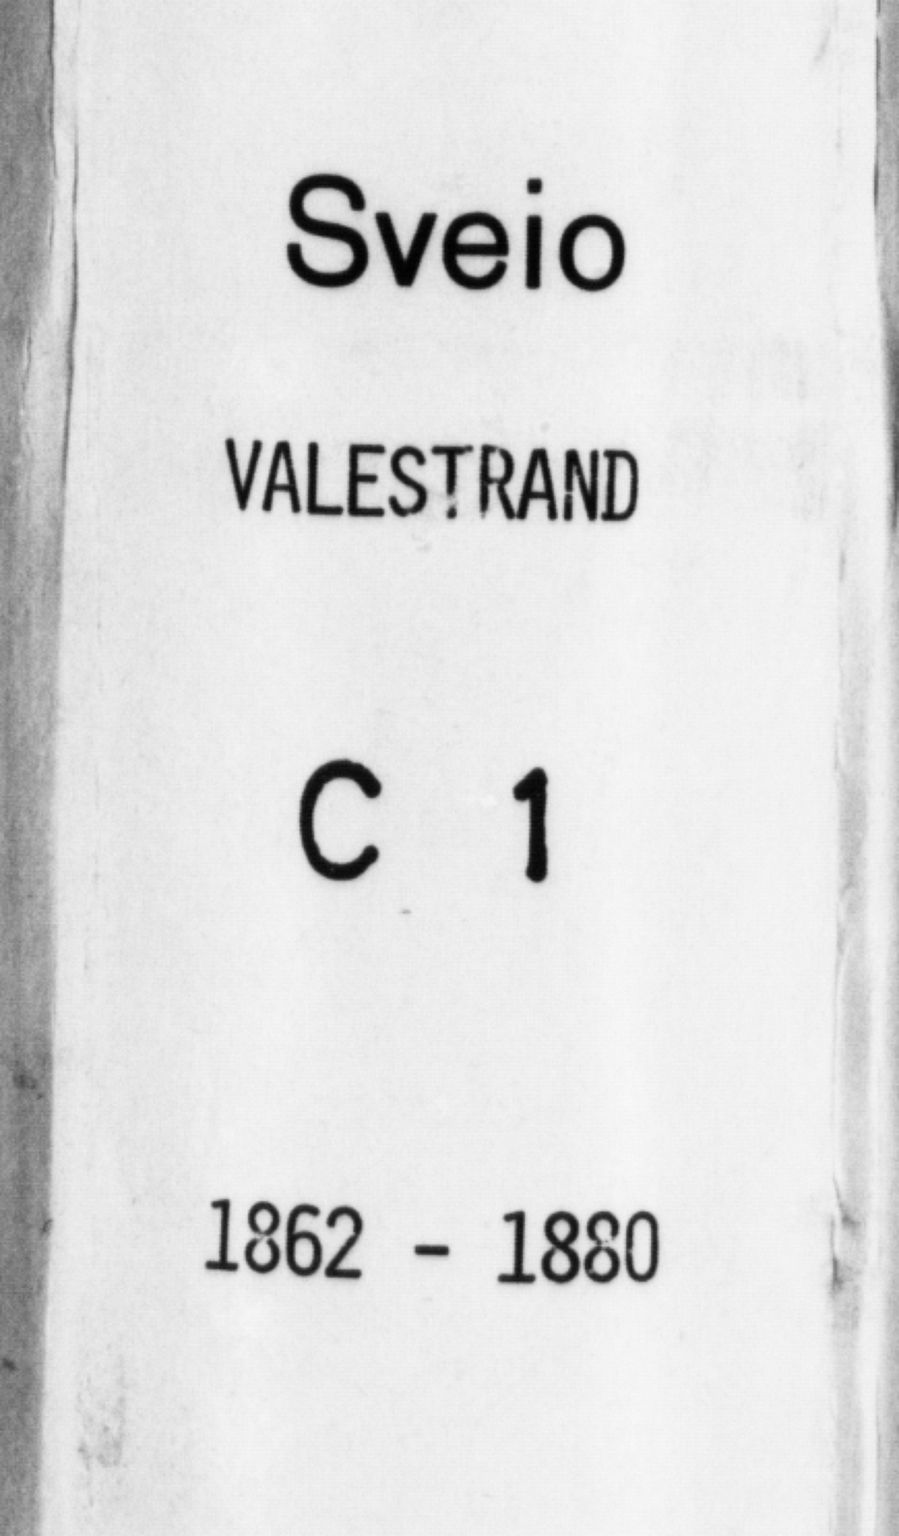 Sveio
VALESTRAND
C 1
1862 - 1880